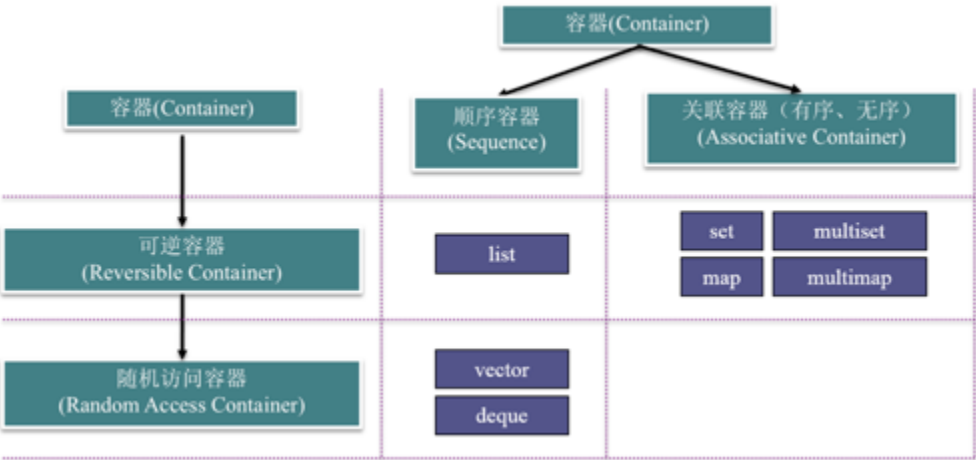 容器(Container)
容器(Container)
顺序容器
(Sequence)
关联容器（有序、无序）
(Associative Container)
可逆容器
(Reversible Container)
list
set
multiset
map
multimap
随机访问容器
(Random Access Container)
vector
deque